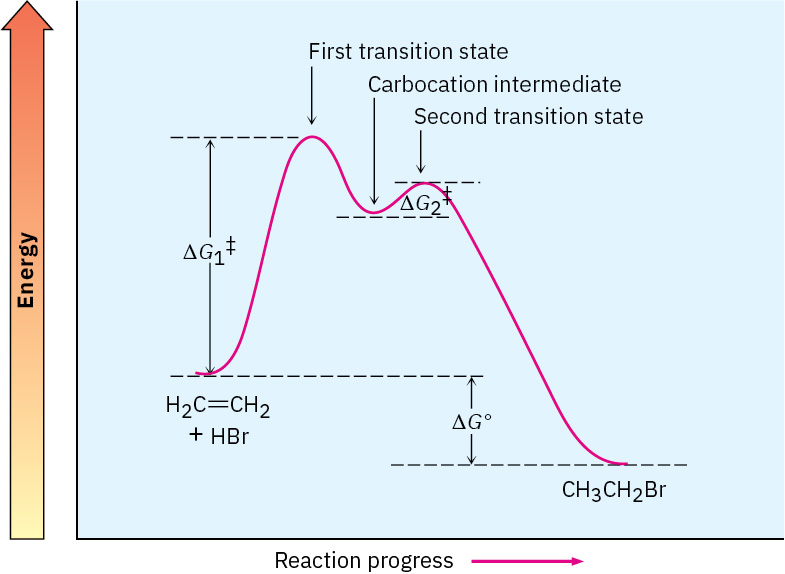 First transition state
Carbocation intermediate
Second transition state
ΔG₂‡
ΔG₁‡
Energy
H₂C=CH₂
+ HBr
ΔG°
CH₃CH₂Br
Reaction progress